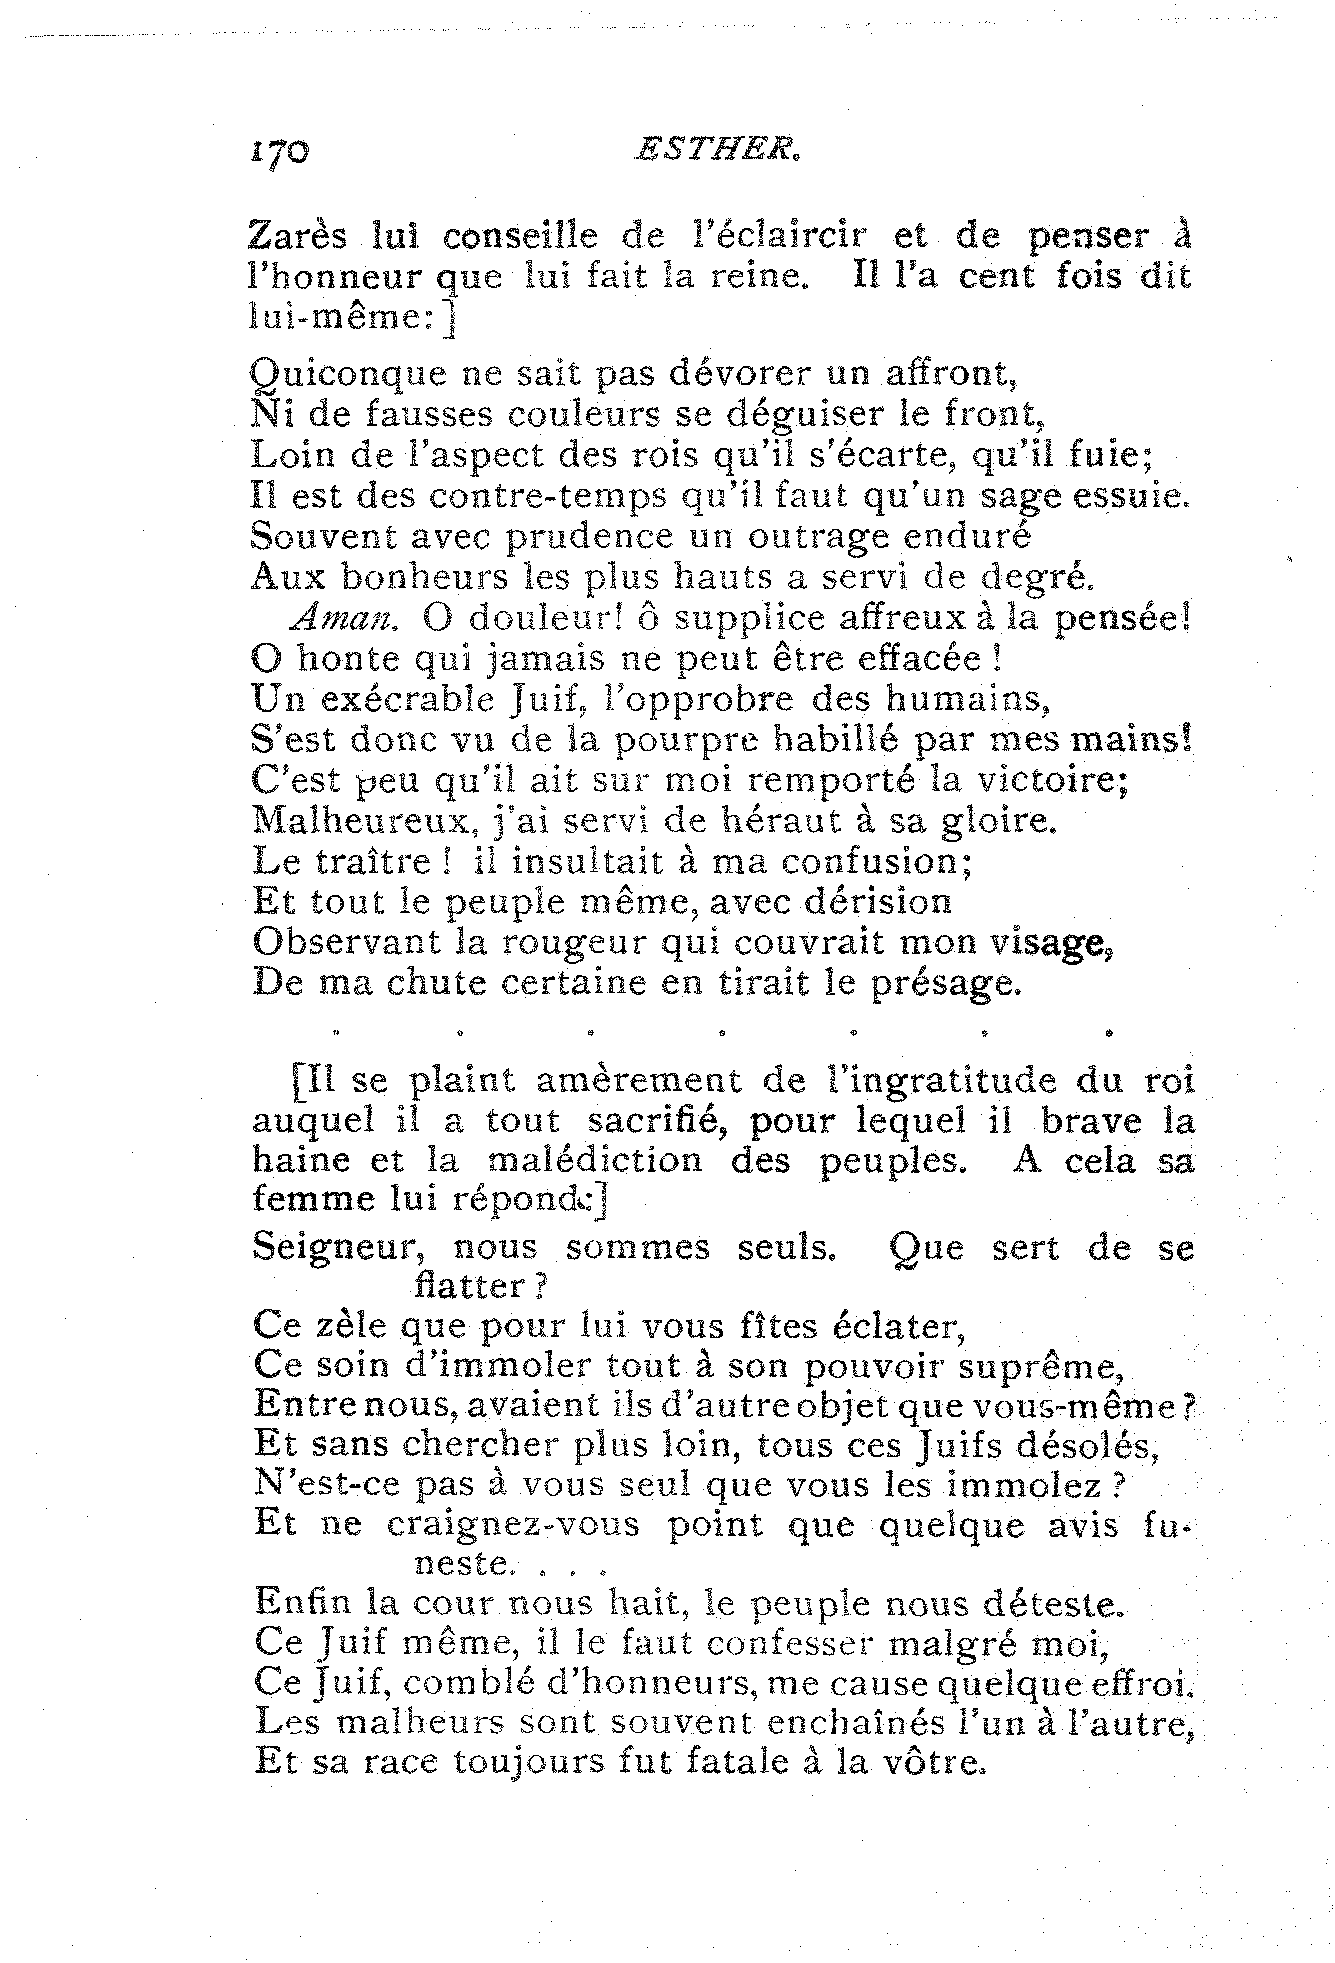 170 ESTHER.
Zarès lui conseille de l'éclaircir et de penser à
l'honneur que lui fait la reine. Il l'a cent fois dit
lui-même:]
Quiconque ne sait pas dévorer un affront,
Ni de fausses couleurs se déguiser le front,
Loin de l'aspect des rois qu'il s'écarte, qu'il fuie;
Il est des contre-temps qu'il faut qu'un sage essuie.
Souvent avec prudence un outrage enduré
Aux bonheurs les plus hauts a servi de degré.
Aman. O douleur! ô supplice affreux à la pensée!
O honte qui jamais ne peut être effacée !
Un exécrable Juif, l'opprobre des humains,
S'est donc vu de la pourpre habillé par mes mains!
C'est peu qu'il ait sur moi remporté la victoire;
Malheureux, j'ai servi de héraut à sa gloire.
Le traître ! il insultait à ma confusion;
Et tout le peuple même, avec dérision
Observant la rougeur qui couvrait mon visage,
De ma chute certaine en tirait le présage.
. . . . . . .
[Il se plaint amèrement de l'ingratitude du roi
auquel il a tout sacrifié, pour lequel il brave la
haine et la malédiction des peuples. A cela sa
femme lui réponde:]
Seigneur, nous sommes seuls. Que sert de se
flatter ?
Ce zèle que pour lui vous fîtes éclater,
Ce soin d'immoler tout à son pouvoir suprême,
Entre nous, avaient ils d'autre objet que vous-même ?
Et sans chercher plus loin, tous ces Juifs désolés,
N'est-ce pas à vous seul que vous les immolez ?
Et ne craignez-vous point que quelque avis fu-
neste. . . .
Enfin la cour nous hait, le peuple nous déteste.
Ce Juif même, il le faut confesser malgré moi,
Ce Juif, comblé d'honneurs, me cause quelque effroi.
Les malheurs sont souvent enchaînés l'un à l'autre,
Et sa race toujours fut fatale à la vôtre.